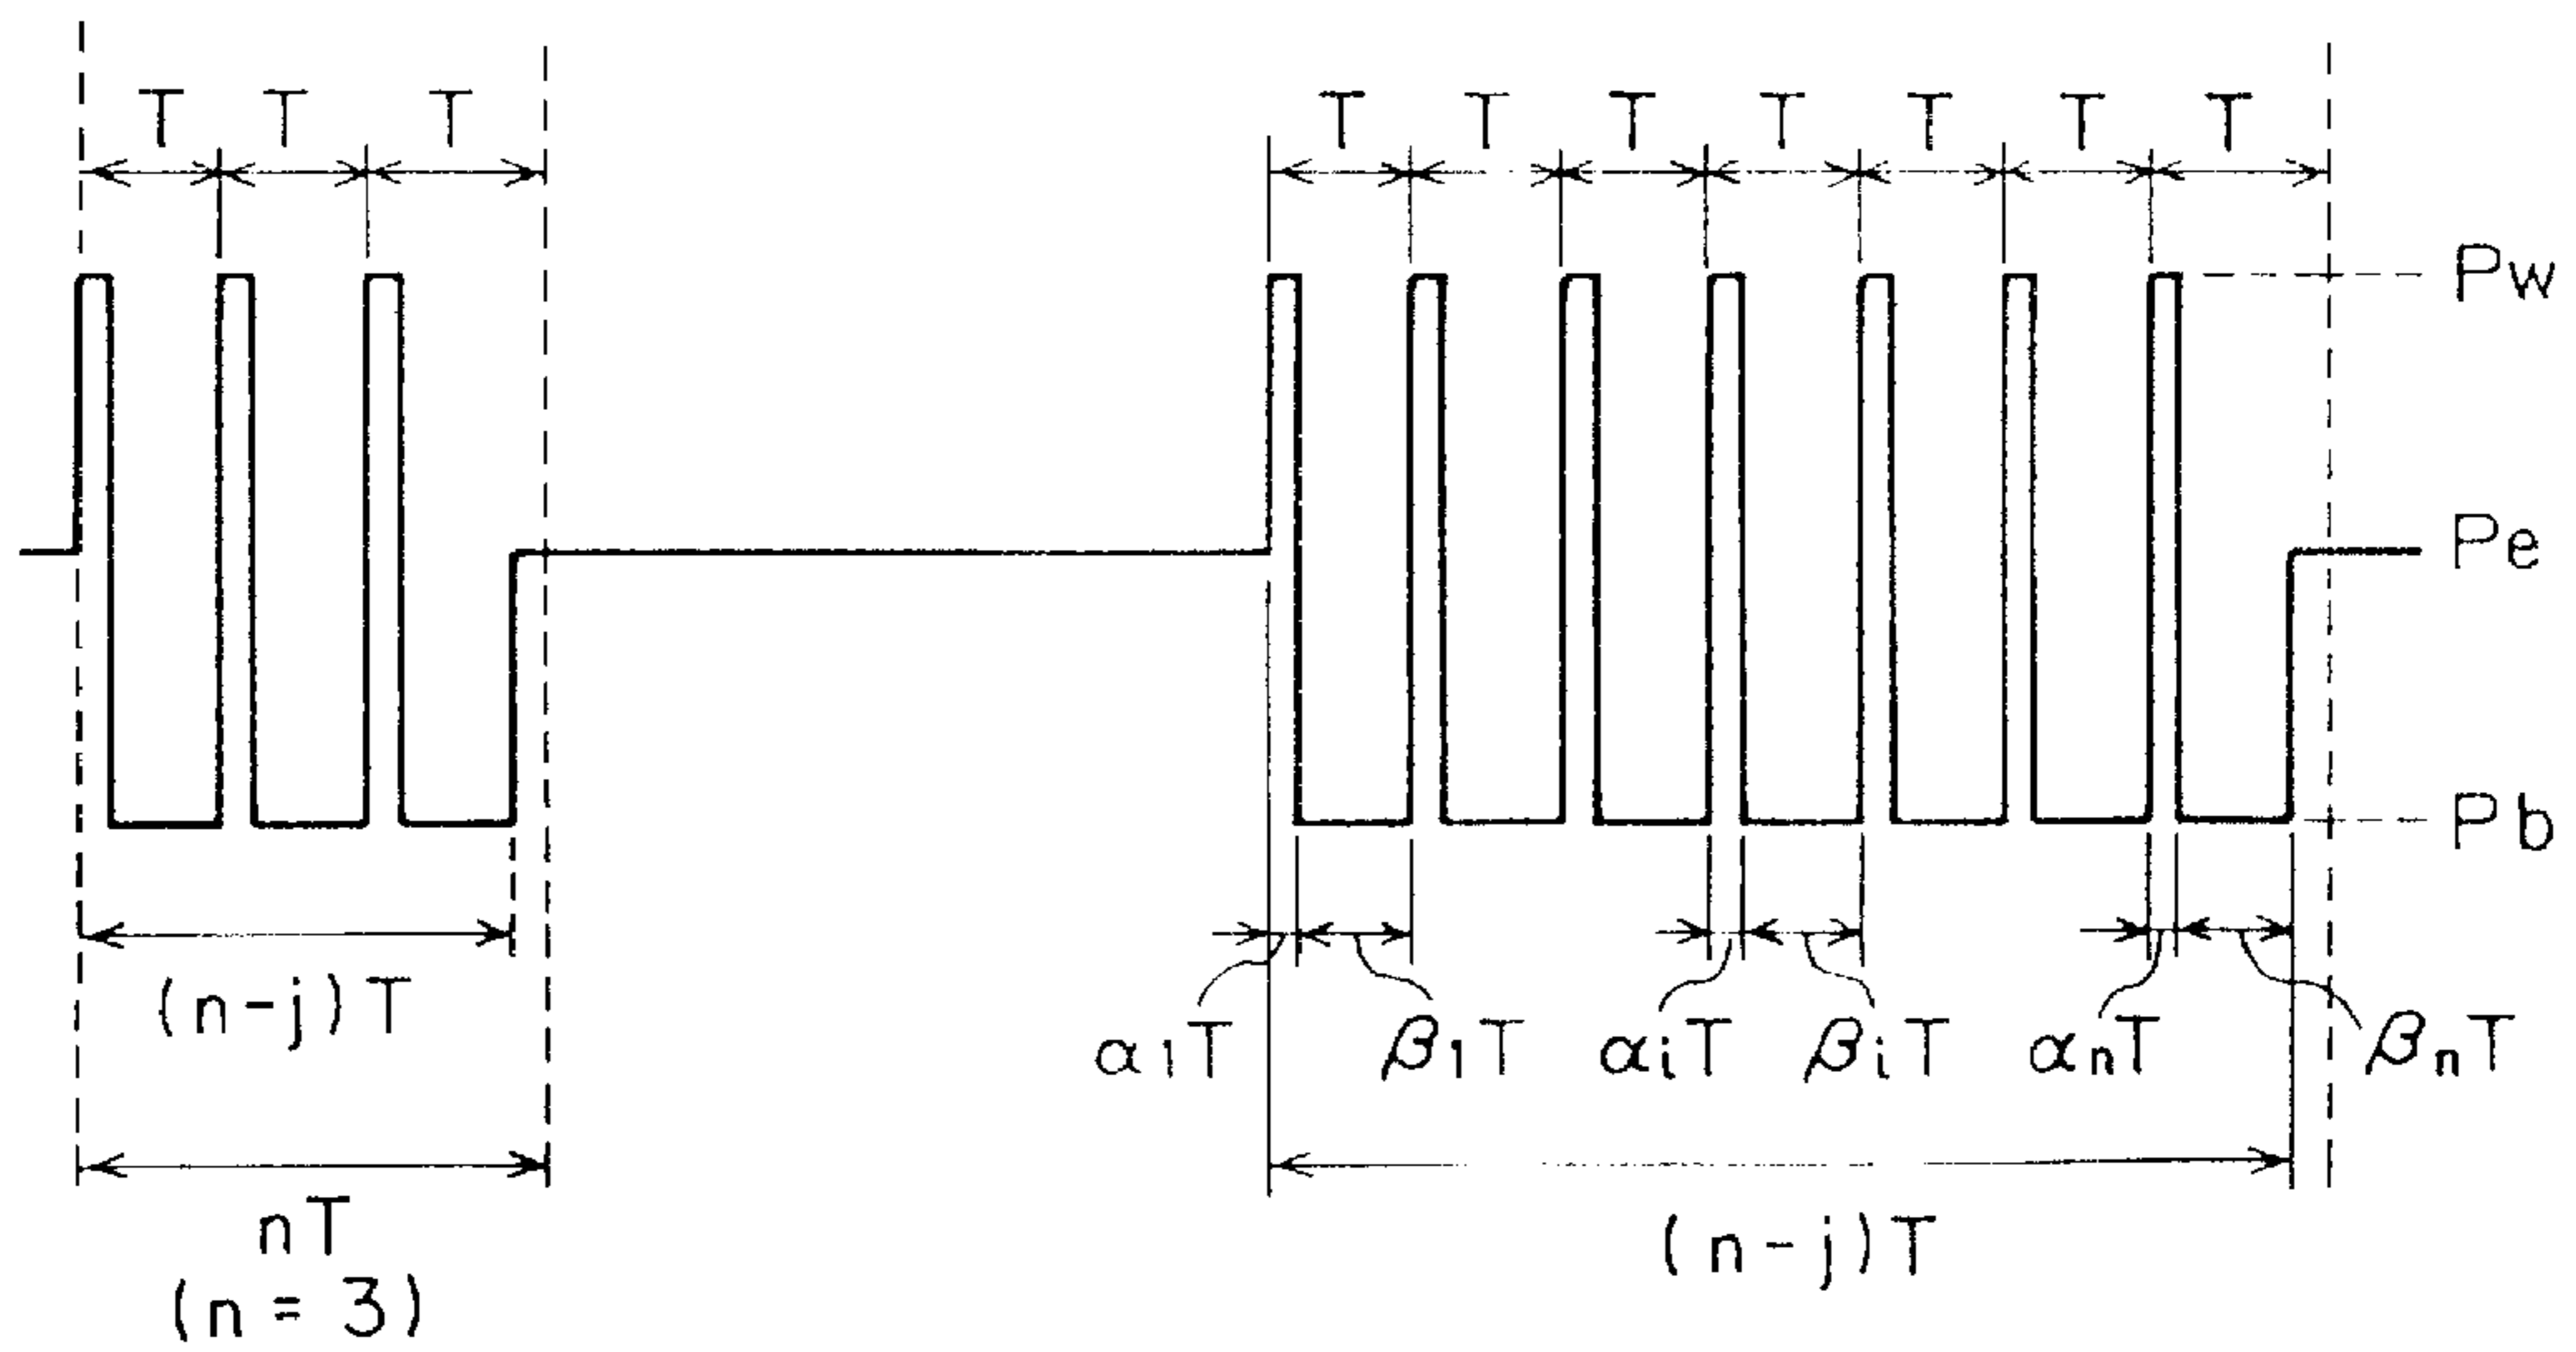 T T T T T T T T T T
Pw
Pe
Pb
(n-j)T
α1T β1T αiT βiT αnT βnT
nT
(n=3)
(n-j)T